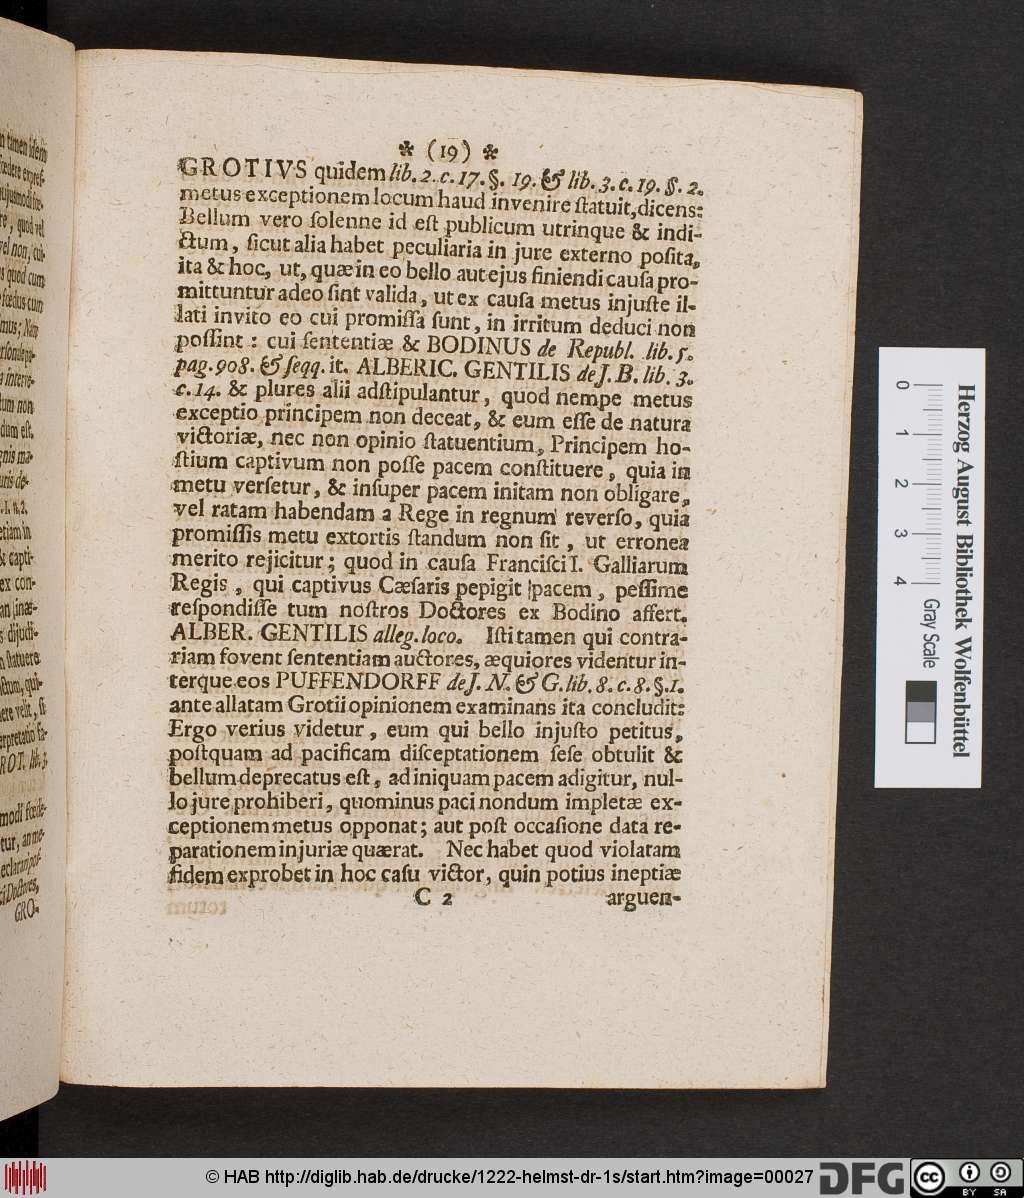 ✽ (19) ✽
GROTIVS quidem lib. 2. c. 17. §. 19. & lib. 3. c. 19. §. 2.
metus exceptionem locum haud invenire ſtatuit, dicens:
Bellum vero ſolenne id eſt publicum utrinque & indi-
ctum, ſicut alia habet peculiaria in jure externo poſita,
ita & hoc, ut, quæ in eo bello aut ejus finiendi cauſa pro-
mittuntur adeo ſint valida, ut ex cauſa metus injuſte il-
lati invito eo cui promiſſa ſunt, in irritum deduci non
poſſint: cui ſententiæ & BODINUS de Republ. lib. 5.
pag. 908. & ſeqq. it. ALBERIC. GENTILIS de J. B. lib. 3.
c. 14. & plures alii adſtipulantur, quod nempe metus
exceptio principem non deceat, & eum eſſe de natura
victoriæ, nec non opinio ſtatuentium, Principem ho-
ſtium captivum non poſſe pacem conſtituere, quia in
metu verſetur, & inſuper pacem initam non obligare,
vel ratam habendam a Rege in regnum reverſo, quia
promiſſis metu extortis ſtandum non ſit, ut erronea
merito rejicitur; quod in cauſa Franciſci I. Galliarum
Regis, qui captivus Cæſaris pepigit pacem, peſſime
reſpondiſſe tum noſtros Doctores ex Bodino affert.
ALBER. GENTILIS alleg. loco. Iſti tamen qui contra-
riam fovent ſententiam auctores, æquiores videntur in-
terque eos PUFFENDORFF de J. N. & G. lib. 8. c. 8. §. 1.
ante allatam Grotii opinionem examinans ita concludit:
Ergo verius videtur, eum qui bello injuſto petitus,
poſtquam ad pacificam diſceptationem ſeſe obtulit &
bellum deprecatus eſt, ad iniquam pacem adigitur, nul-
lo jure prohiberi, quominus paci nondum impletæ ex-
ceptionem metus opponat; aut poſt occaſione data re-
parationem injuriæ quærat. Nec habet quod violatam
fidem exprobet in hoc caſu victor, quin potius ineptiæ
C 2 arguen-
Herzog August Bibliothek Wolfenbüttel
0 1 2 3 4 Gray Scale
© HAB http://diglib.hab.de/drucke/1222-helmst-dr-1s/start.htm?image=00027 DFG cc BY SA